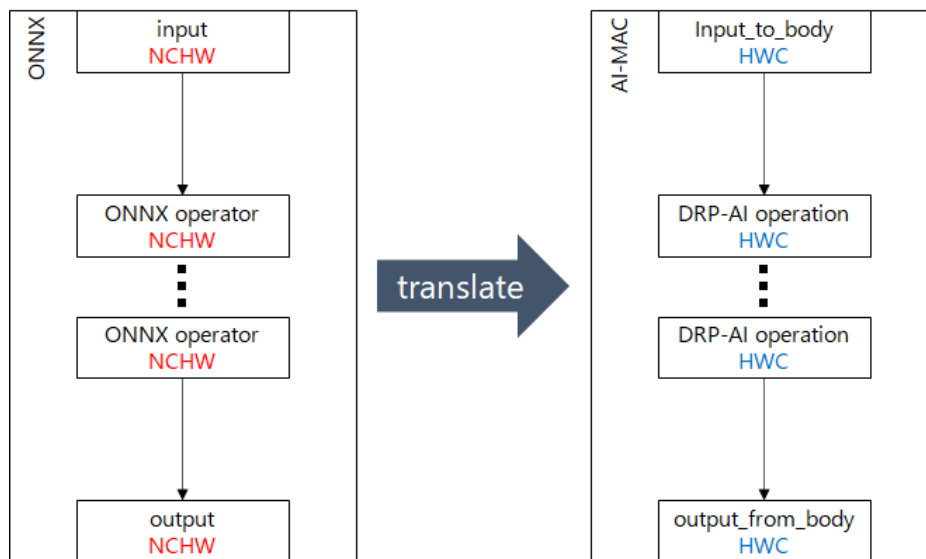 ONNX
input
NCHW
ONNX operator
NCHW
ONNX operator
NCHW
output
NCHW
translate
AI-MAC
Input_to_body
HWC
DRP-AI operation
HWC
DRP-AI operation
HWC
output_from_body
HWC